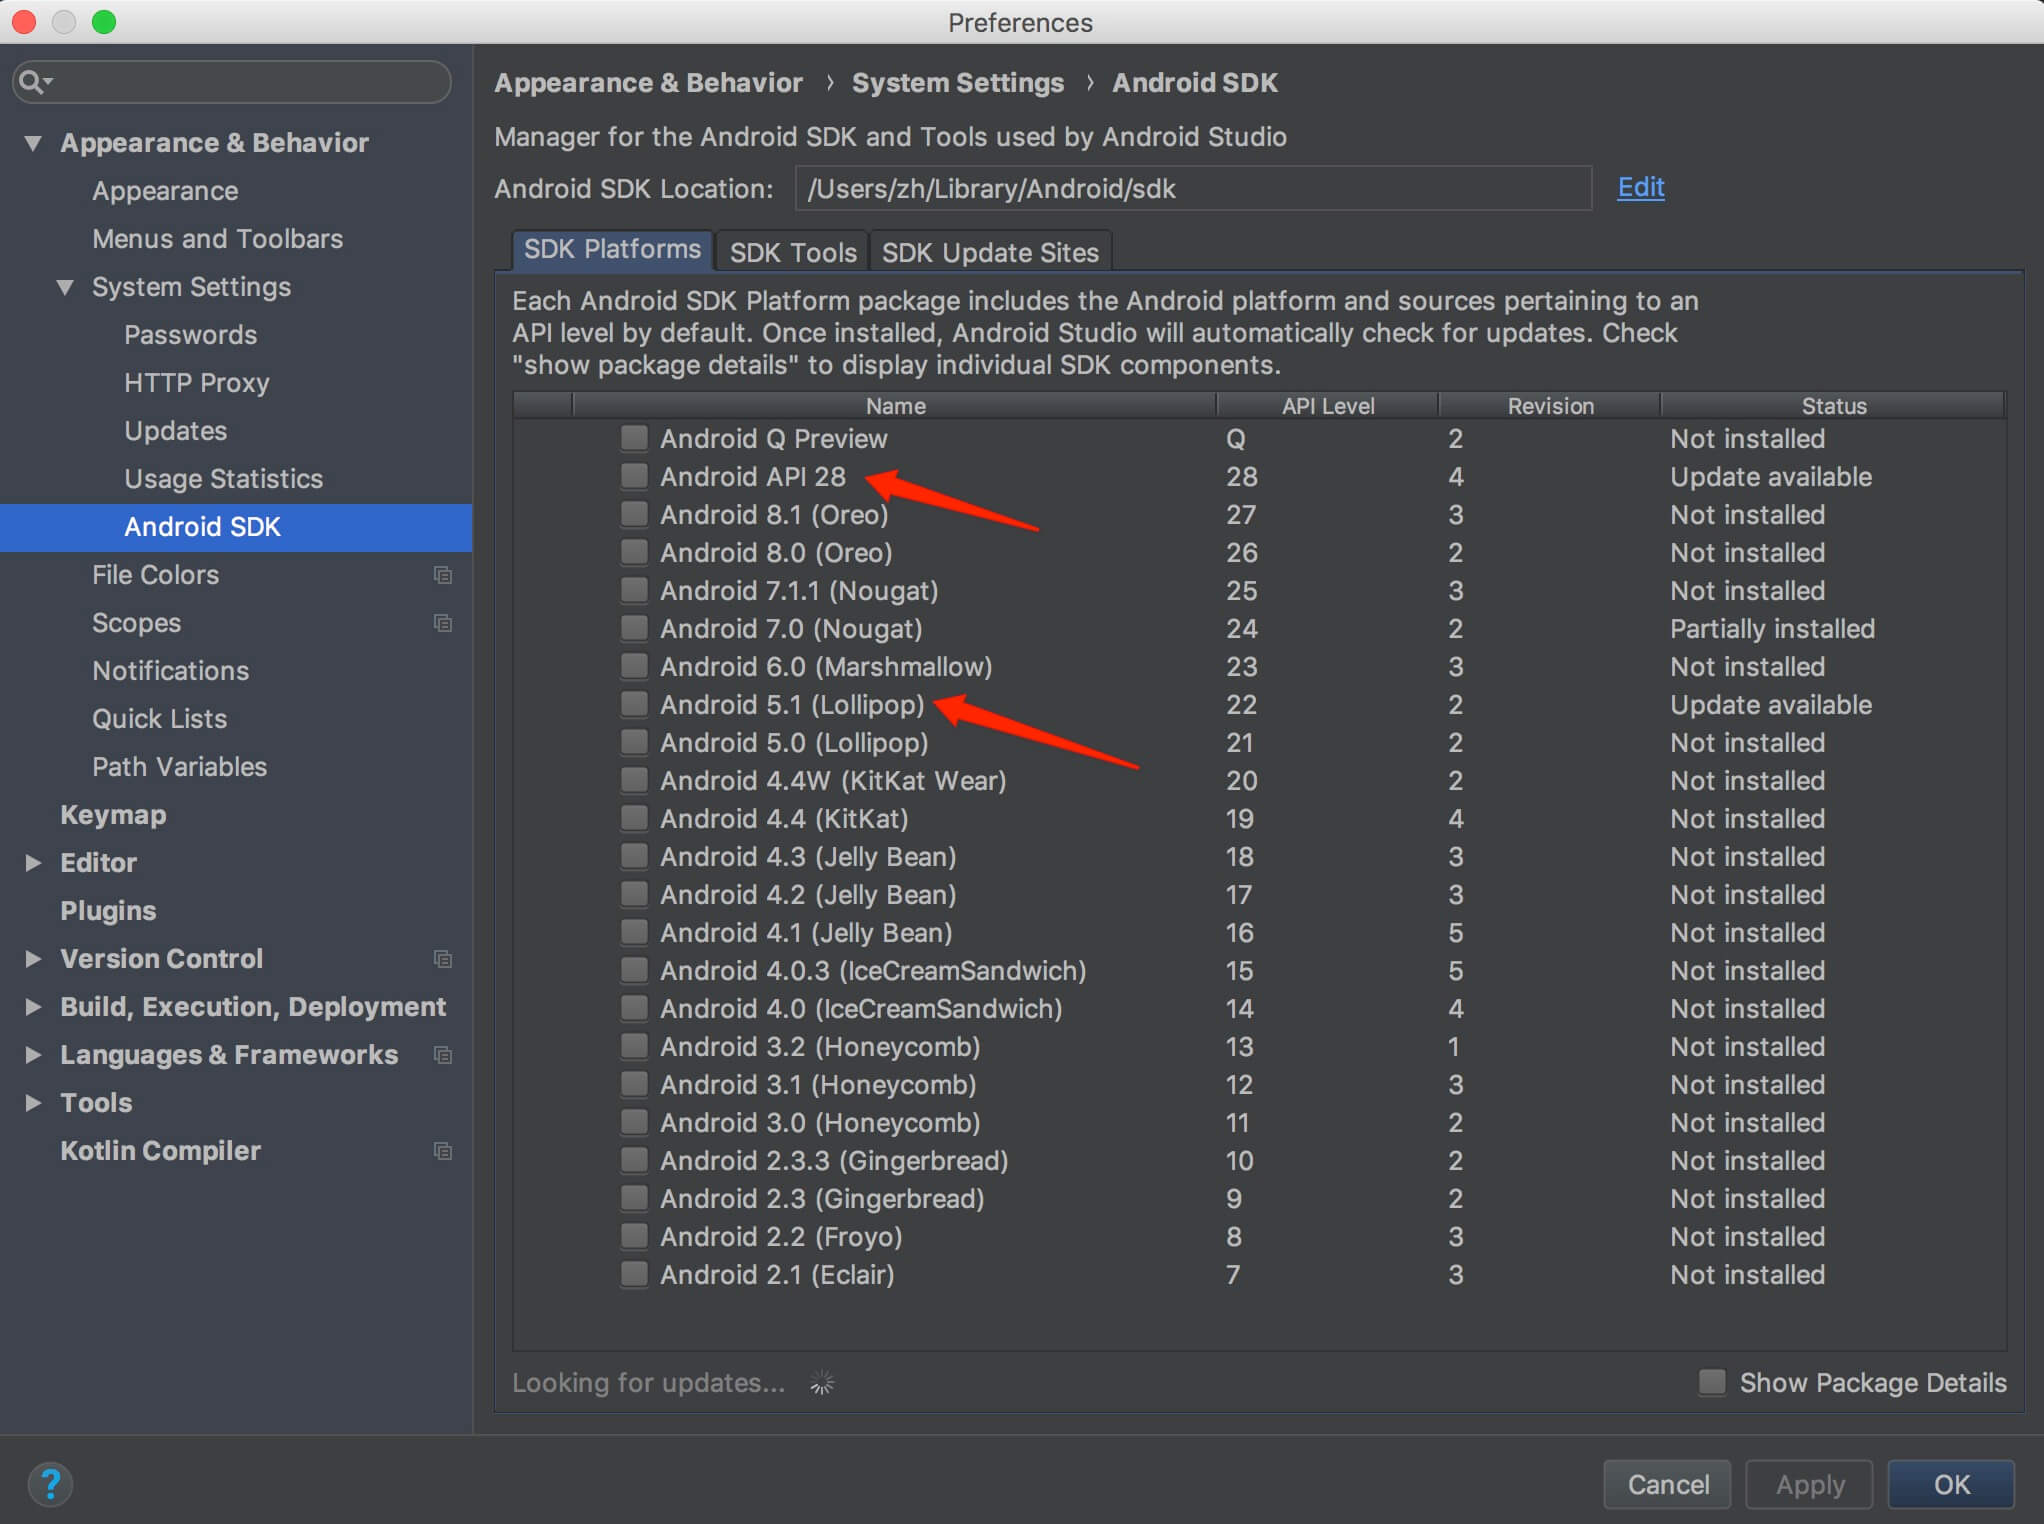 Preferences
Appearance & Behavior
Appearance
Menus and Toolbars
System Settings
Passwords
HTTP Proxy
Updates
Usage Statistics
Android SDK
File Colors
Scopes
Notifications
Quick Lists
Path Variables
Keymap
Editor
Plugins
Version Control
Build, Execution, Deployment
Languages & Frameworks
Tools
Kotlin Compiler
Appearance & Behavior › System Settings › Android SDK
Manager for the Android SDK and Tools used by Android Studio
Android SDK Location: /Users/zh/Library/Android/sdk Edit
SDK Platforms SDK Tools SDK Update Sites
Each Android SDK Platform package includes the Android platform and sources pertaining to an
API level by default. Once installed, Android Studio will automatically check for updates. Check
"show package details" to display individual SDK components.
Name API Level Revision Status
Android Q Preview Q 2 Not installed
Android API 28 28 4 Update available
Android 8.1 (Oreo) 27 3 Not installed
Android 8.0 (Oreo) 26 2 Not installed
Android 7.1.1 (Nougat) 25 3 Not installed
Android 7.0 (Nougat) 24 2 Partially installed
Android 6.0 (Marshmallow) 23 3 Not installed
Android 5.1 (Lollipop) 22 2 Update available
Android 5.0 (Lollipop) 21 2 Not installed
Android 4.4W (KitKat Wear) 20 2 Not installed
Android 4.4 (KitKat) 19 4 Not installed
Android 4.3 (Jelly Bean) 18 3 Not installed
Android 4.2 (Jelly Bean) 17 3 Not installed
Android 4.1 (Jelly Bean) 16 5 Not installed
Android 4.0.3 (IceCreamSandwich) 15 5 Not installed
Android 4.0 (IceCreamSandwich) 14 4 Not installed
Android 3.2 (Honeycomb) 13 1 Not installed
Android 3.1 (Honeycomb) 12 3 Not installed
Android 3.0 (Honeycomb) 11 2 Not installed
Android 2.3.3 (Gingerbread) 10 2 Not installed
Android 2.3 (Gingerbread) 9 2 Not installed
Android 2.2 (Froyo) 8 3 Not installed
Android 2.1 (Eclair) 7 3 Not installed
Looking for updates... Show Package Details
? Cancel Apply OK